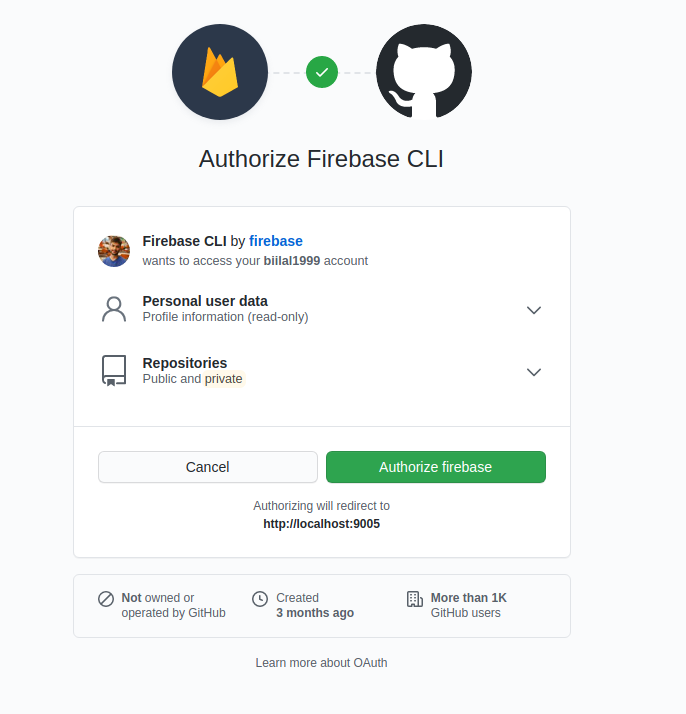 Authorize Firebase CLI
Firebase CLI by firebase
wants to access your biilal1999 account
Personal user data
Profile information (read-only)
Repositories
Public and private
Cancel
Authorize firebase
Authorizing will redirect to
http://localhost:9005
Not owned or
operated by GitHub
Created
3 months ago
More than 1K
GitHub users
Learn more about OAuth